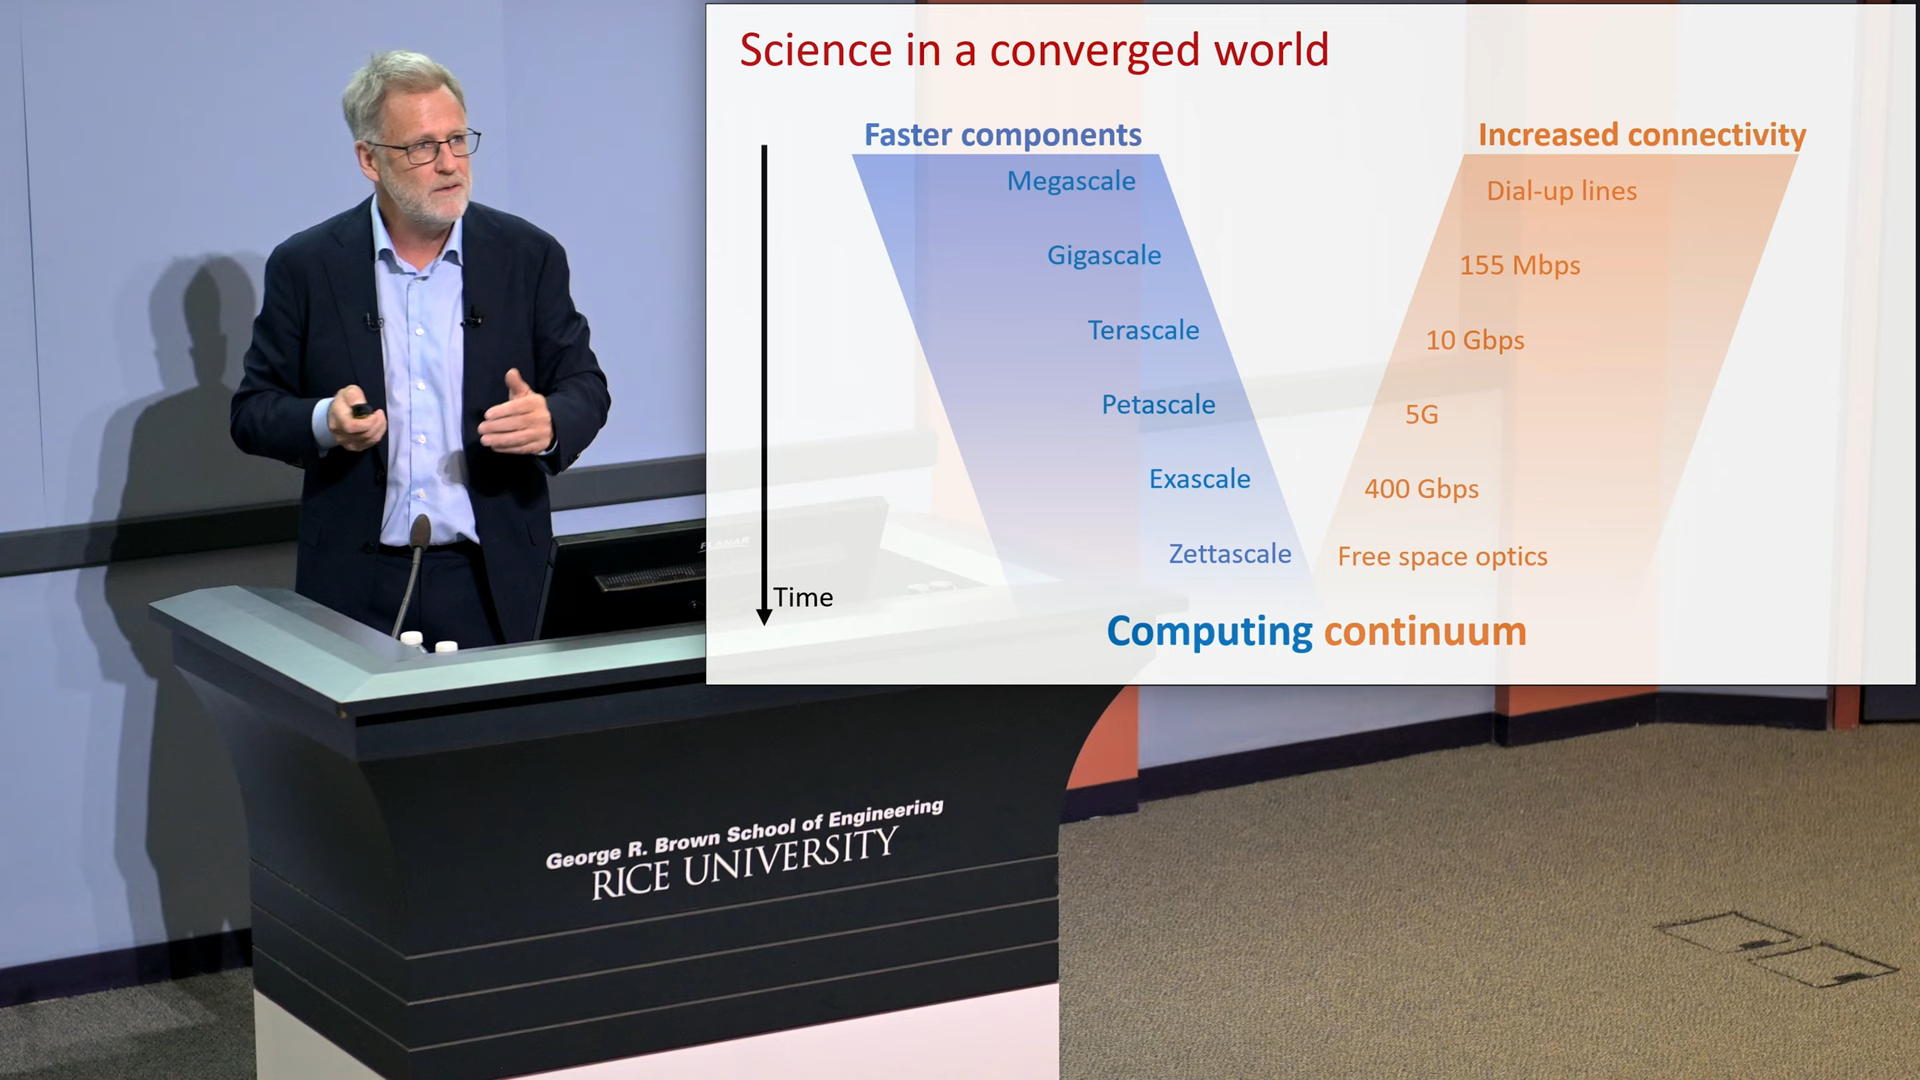 Science in a converged world
Faster components
Increased connectivity
Megascale
Dial-up lines
Gigascale
155 Mbps
Terascale
10 Gbps
Petascale
5G
Exascale
400 Gbps
Zettascale
Free space optics
Time
Computing continuum
PLANAR
George R. Brown School of Engineering
RICE UNIVERSITY